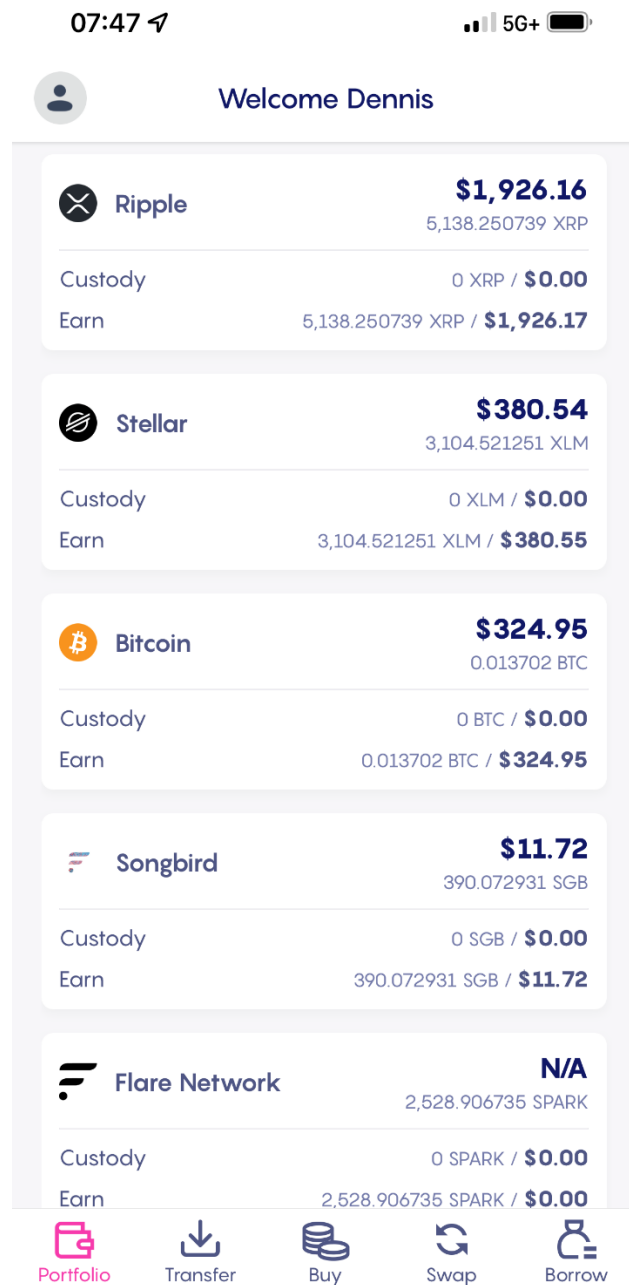 07:47 5G+
Welcome Dennis
Ripple $1,926.16
5,138.250739 XRP
Custody 0 XRP / $0.00
Earn 5,138.250739 XRP / $1,926.17
Stellar $380.54
3,104.521251 XLM
Custody 0 XLM / $0.00
Earn 3,104.521251 XLM / $380.55
Bitcoin $324.95
0.013702 BTC
Custody 0 BTC / $0.00
Earn 0.013702 BTC / $324.95
Songbird $11.72
390.072931 SGB
Custody 0 SGB / $0.00
Earn 390.072931 SGB / $11.72
Flare Network N/A
2,528.906735 SPARK
Custody 0 SPARK / $0.00
Earn 2,528.906735 SPARK / $0.00
Portfolio Transfer Buy Swap Borrow